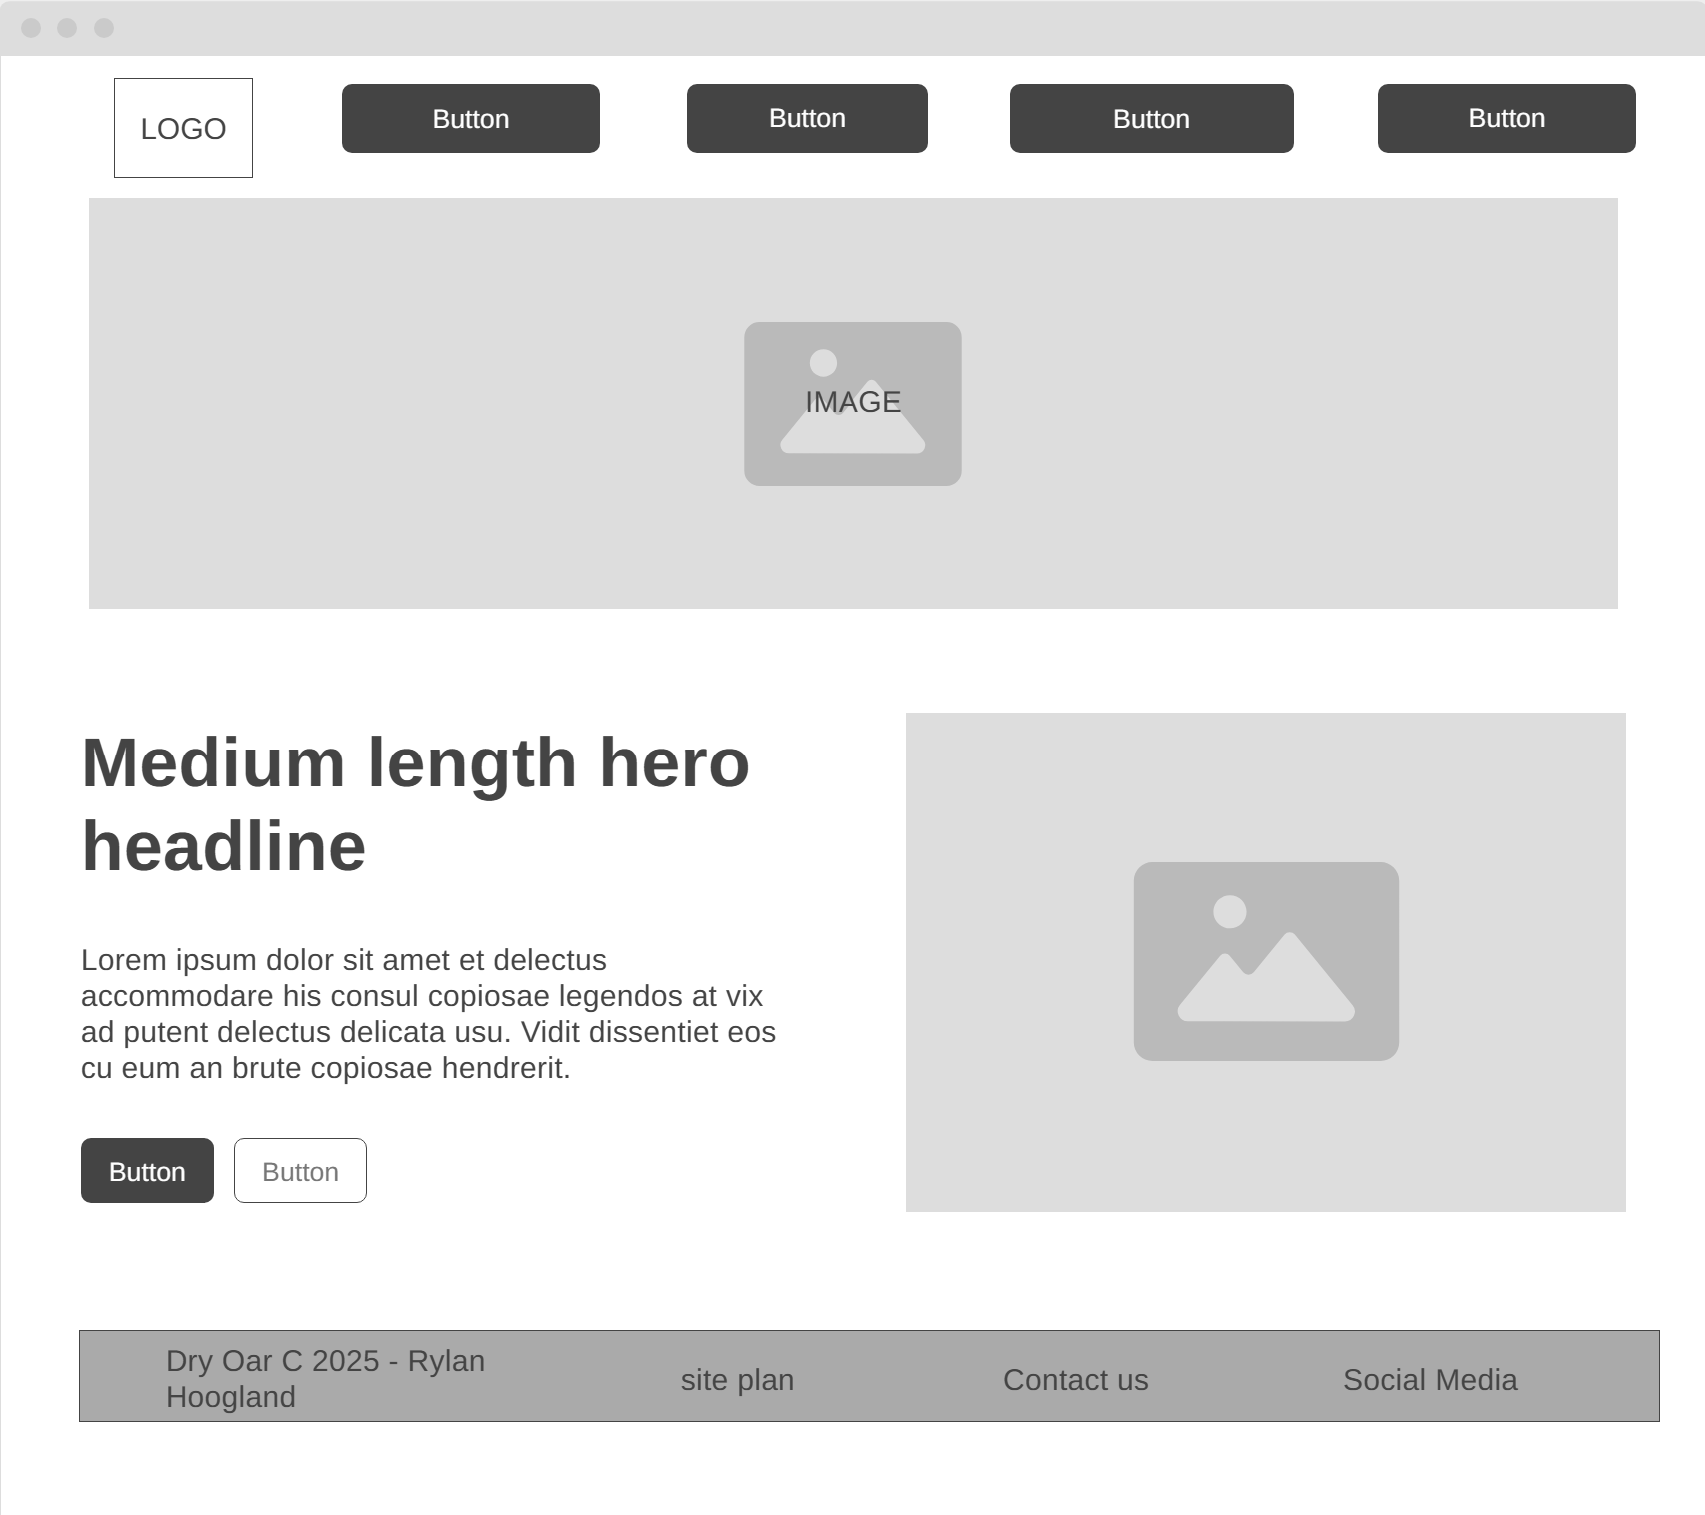 LOGO
Button
Button
Button
Button
IMAGE
Medium length hero
headline
Lorem ipsum dolor sit amet et delectus
accommodare his consul copiosae legendos at vix
ad putent delectus delicata usu. Vidit dissentiet eos
cu eum an brute copiosae hendrerit.
Button
Button
Dry Oar C 2025 - Rylan
Hoogland
site plan
Contact us
Social Media